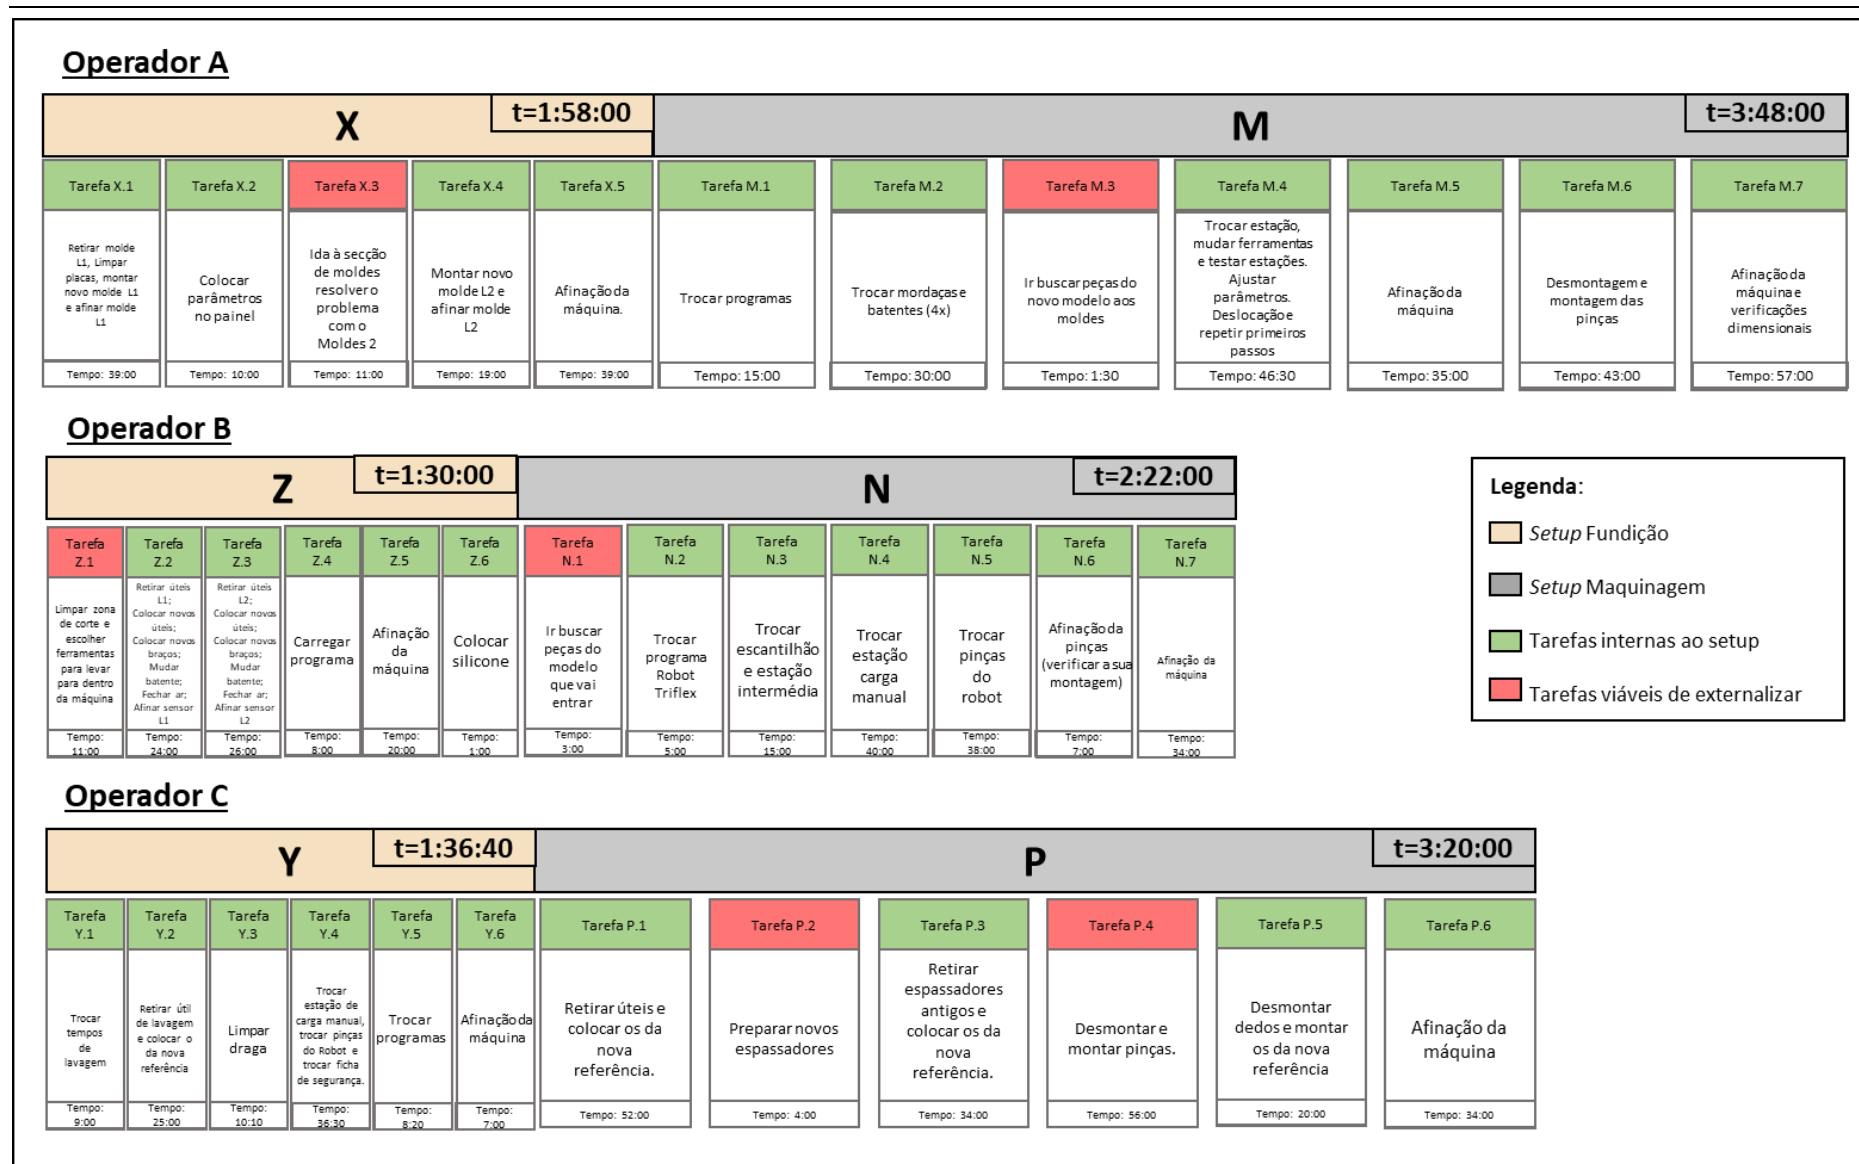 Operador A
X
t=1:58:00
M
t=3:48:00
Tarefa X.1
Tarefa X.2
Tarefa X.3
Tarefa X.4
Tarefa X.5
Tarefa M.1
Tarefa M.2
Tarefa M.3
Tarefa M.4
Tarefa M.5
Tarefa M.6
Tarefa M.7
Retirar molde
L1, Limpar
placas, montar
novo molde L1
e afinar molde
L1
Colocar
parâmetros
no painel
Ida à secção
de moldes
resolver o
problema
com o
Moldes 2
Montar novo
molde L2 e
afinar molde
L2
Afinação da
máquina.
Trocar programas
Trocar mordaças e
batentes (4x)
Ir buscar peças do
novo modelo aos
moldes
Trocar estação,
mudar ferramentas
e testar estações.
Ajustar
parâmetros.
Deslocação e
repetir primeiros
passos
Afinação da
máquina
Desmontagem e
montagem das
pinças
Afinação da
máquina e
verificações
dimensionais
Tempo: 39:00
Tempo: 10:00
Tempo: 11:00
Tempo: 19:00
Tempo: 39:00
Tempo: 15:00
Tempo: 30:00
Tempo: 1:30
Tempo: 46:30
Tempo: 35:00
Tempo: 43:00
Tempo: 57:00
Operador B
Z
t=1:30:00
N
t=2:22:00
Tarefa
Z.1
Tarefa
Z.2
Tarefa
Z.3
Tarefa
Z.4
Tarefa
Z.5
Tarefa
Z.6
Tarefa
N.1
Tarefa
N.2
Tarefa
N.3
Tarefa
N.4
Tarefa
N.5
Tarefa
N.6
Tarefa
N.7
Limpar zona
de corte e
escolher
ferramentas
para levar
para dentro
da máquina
Retirar úteis
L1;
Colocar novos
úteis;
Colocar novos
braços;
Mudar
batente;
Fechar ar;
Afinar sensor
L1
Retirar úteis
L2;
Colocar novos
úteis;
Colocar novos
braços;
Mudar
batente;
Fechar ar;
Afinar sensor
L2
Carregar
programa
Afinação
da
máquina
Colocar
silicone
Ir buscar
peças do
modelo
que vai
entrar
Trocar
programa
Robot
Triflex
Trocar
escantilhão
e estação
intermédia
Trocar
estação
carga
manual
Trocar
pinças
do
robot
Afinação da
pinças
(verificar a sua
montagem)
Afinação da
máquina
Tempo:
11:00
Tempo:
24:00
Tempo:
26:00
Tempo:
8:00
Tempo:
20:00
Tempo:
1:00
Tempo:
3:00
Tempo:
5:00
Tempo:
15:00
Tempo:
40:00
Tempo:
38:00
Tempo:
7:00
Tempo:
34:00
Legenda:
Setup Fundição
Setup Maquinagem
Tarefas internas ao setup
Tarefas viáveis de externalizar
Operador C
Y
t=1:36:40
P
t=3:20:00
Tarefa
Y.1
Tarefa
Y.2
Tarefa
Y.3
Tarefa
Y.4
Tarefa
Y.5
Tarefa
Y.6
Tarefa P.1
Tarefa P.2
Tarefa P.3
Tarefa P.4
Tarefa P.5
Tarefa P.6
Trocar
tempos
de
lavagem
Retirar útil
de lavagem
e colocar o
da nova
referência
Limpar
draga
Trocar
estação de
carga manual,
trocar pinças
do Robot e
trocar ficha
de segurança.
Trocar
programas
Afinação da
máquina
Retirar úteis e
colocar os da
nova
referência.
Preparar novos
espassadores
Retirar
espassadores
antigos e
colocar os da
nova
referência.
Desmontar e
montar pinças.
Desmontar
dedos e montar
os da nova
referência
Afinação da
máquina
Tempo:
9:00
Tempo:
25:00
Tempo:
10:10
Tempo:
36:30
Tempo:
8:20
Tempo:
7:00
Tempo: 52:00
Tempo: 4:00
Tempo: 34:00
Tempo: 56:00
Tempo: 20:00
Tempo: 34:00